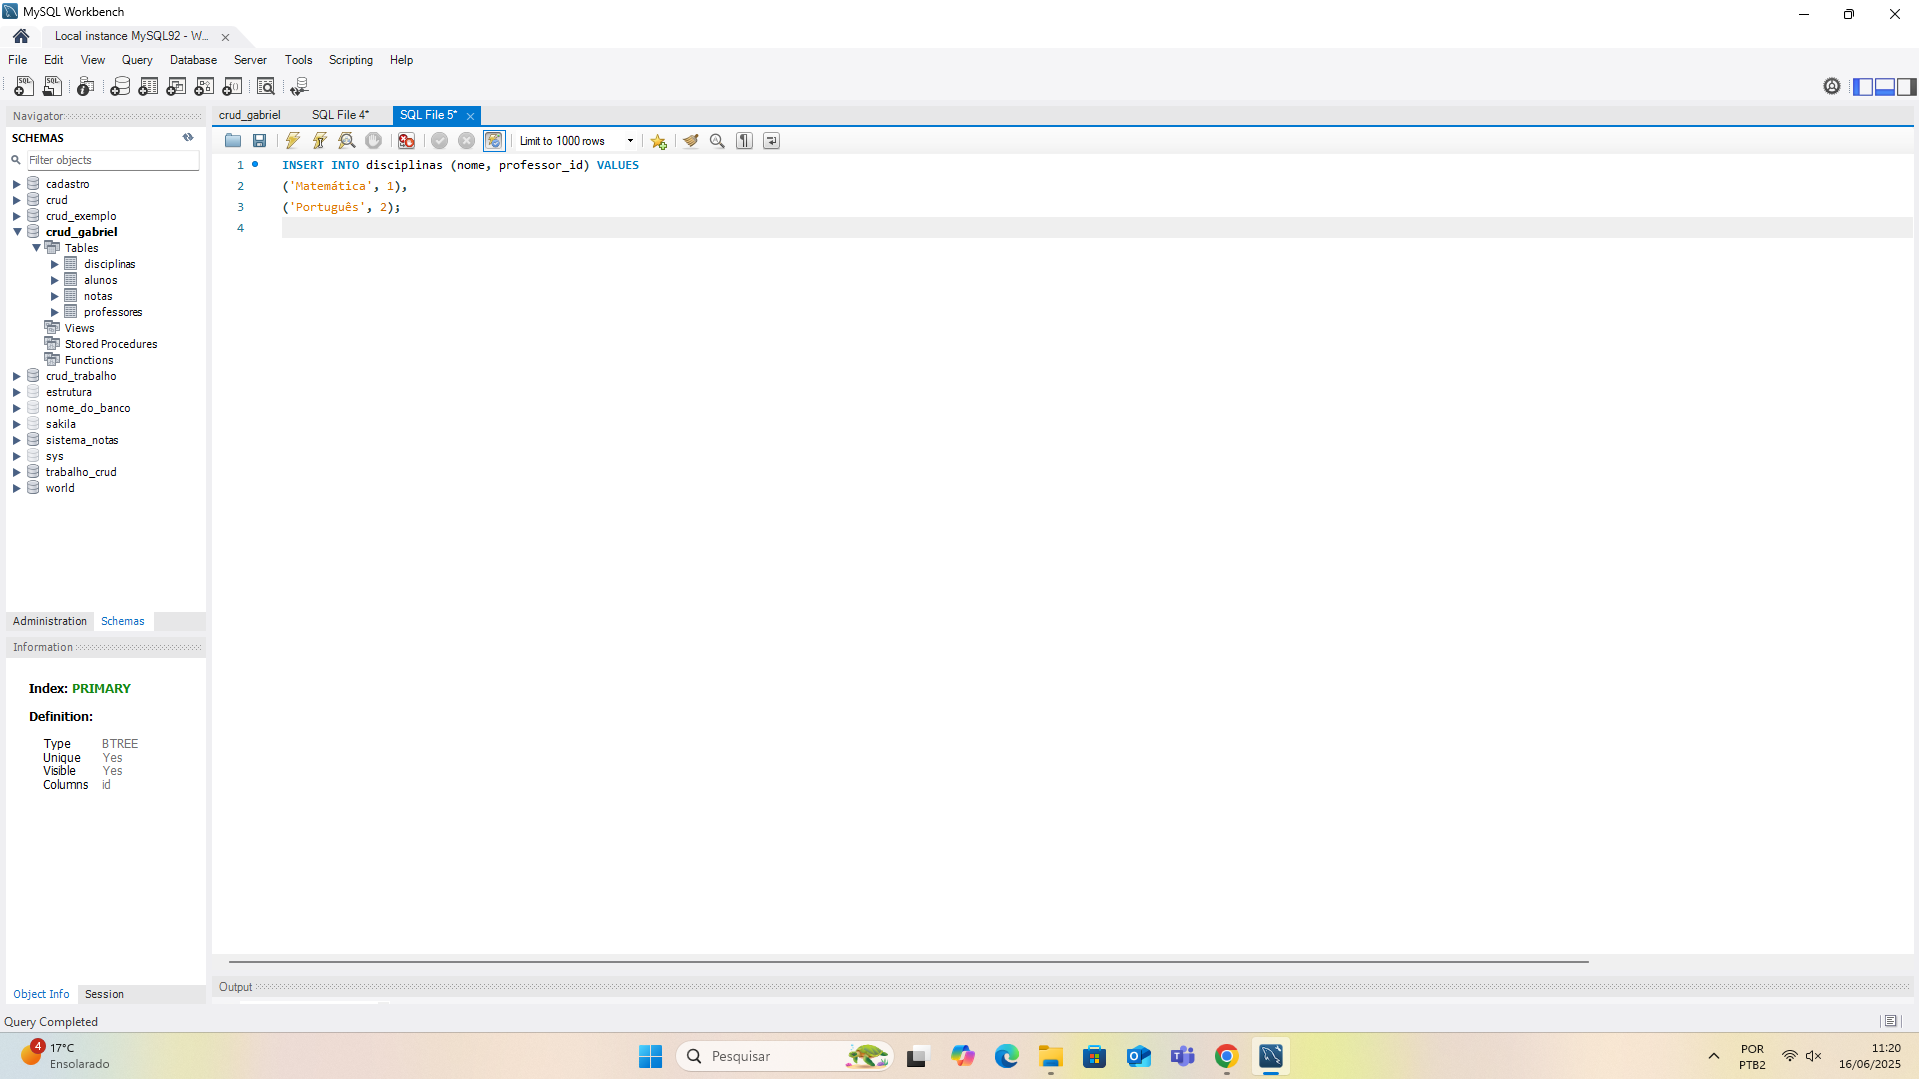 MySQL Workbench
Local instance MySQL92 - W...
File Edit View Query Database Server Tools Scripting Help
Navigator
SCHEMAS
Filter objects
cadastro
crud
crud_exemplo
crud_gabriel
Tables
disciplinas
alunos
notas
professores
Views
Stored Procedures
Functions
crud_trabalho
estrutura
nome_do_banco
sakila
sistema_notas
sys
trabalho_crud
world
Administration Schemas
Information
Index: PRIMARY
Definition:
Type BTREE
Unique Yes
Visible Yes
Columns id
Object Info Session
crud_gabriel SQL File 4* SQL File 5*
Limit to 1000 rows
1 INSERT INTO disciplinas (nome, professor_id) VALUES
2 ('Matemática', 1),
3 ('Português', 2);
4
Output
Query Completed
4
17°C
Ensolarado
Pesquisar
POR
PTB2
11:20
16/06/2025